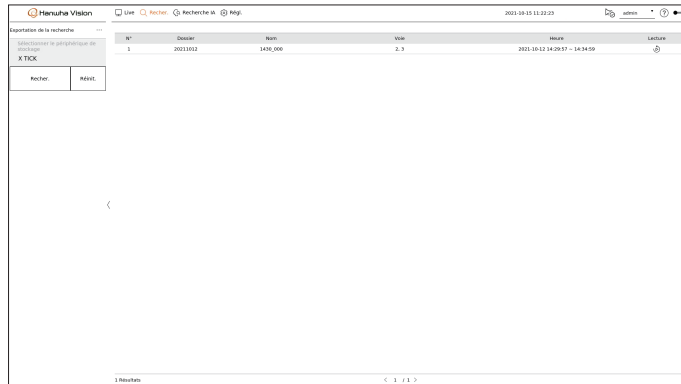 Hanwha Vision
Live Recher. Recherche IA Régl. 2021-10-15 11:22:23 admin
Exportation de la recherche ...
Sélectionner le périphérique de
stockage
X TICK
Recher. Réinit.
N° Dossier Nom Voie Heure Lecture
1 20211012 1430_000 2, 3 2021-10-12 14:29:57 ~ 14:34:59
1 Résultats < 1 / 1 >